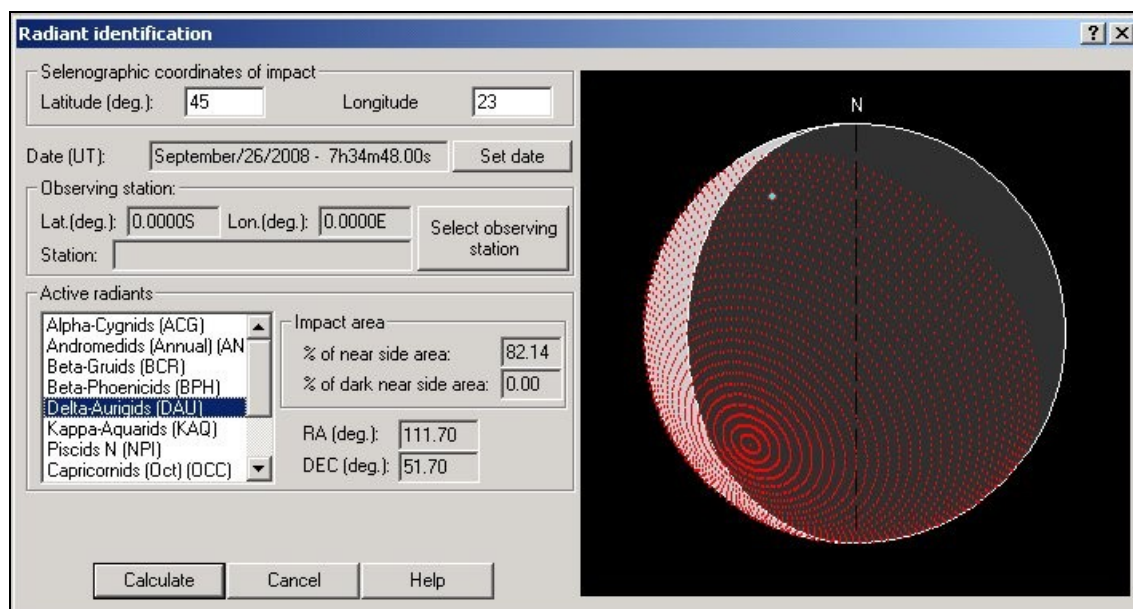 Radiant identification
Selenographic coordinates of impact
Latitude (deg.): 45 Longitude 23
Date (UT): September/26/2008 - 7h34m48.00s Set date
Observing station:
Lat.(deg.): 0.0000S Lon.(deg.): 0.0000E Select observing station
Station:
Active radiants
Alpha-Cygnids (ACG)
Andromedids (Annual) (AN
Beta-Gruids (BCR)
Beta-Phoenicids (BPH)
Delta-Aurigids (DAU)
Kappa-Aquarids (KAQ)
Piscids N (NPI)
Capricornids (Oct) (OCC)
Impact area
% of near side area: 82.14
% of dark near side area: 0.00
RA (deg.): 111.70
DEC (deg.): 51.70
Calculate Cancel Help
N